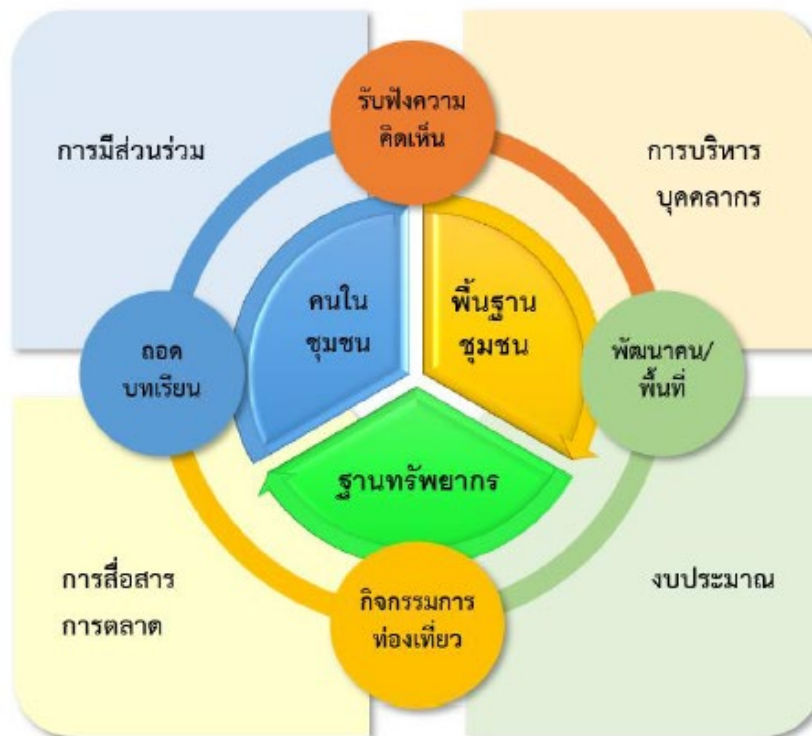 รับฟังความ
คิดเห็น
การมีส่วนร่วม
การบริหาร
บุคคลากร
คนใน
ชุมชน
พื้นฐาน
ชุมชน
ถอด
บทเรียน
พัฒนาคน/
พื้นที่
ฐานทรัพยากร
การสื่อสาร
การตลาด
กิจกรรมการ
ท่องเที่ยว
งบประมาณ